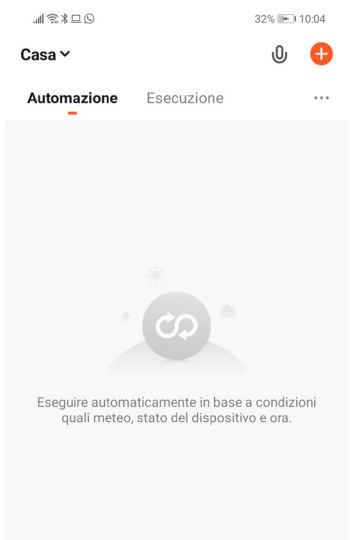 32% 10:04
Casa
Automazione Esecuzione
Eseguire automaticamente in base a condizioni
quali meteo, stato del dispositivo e ora.